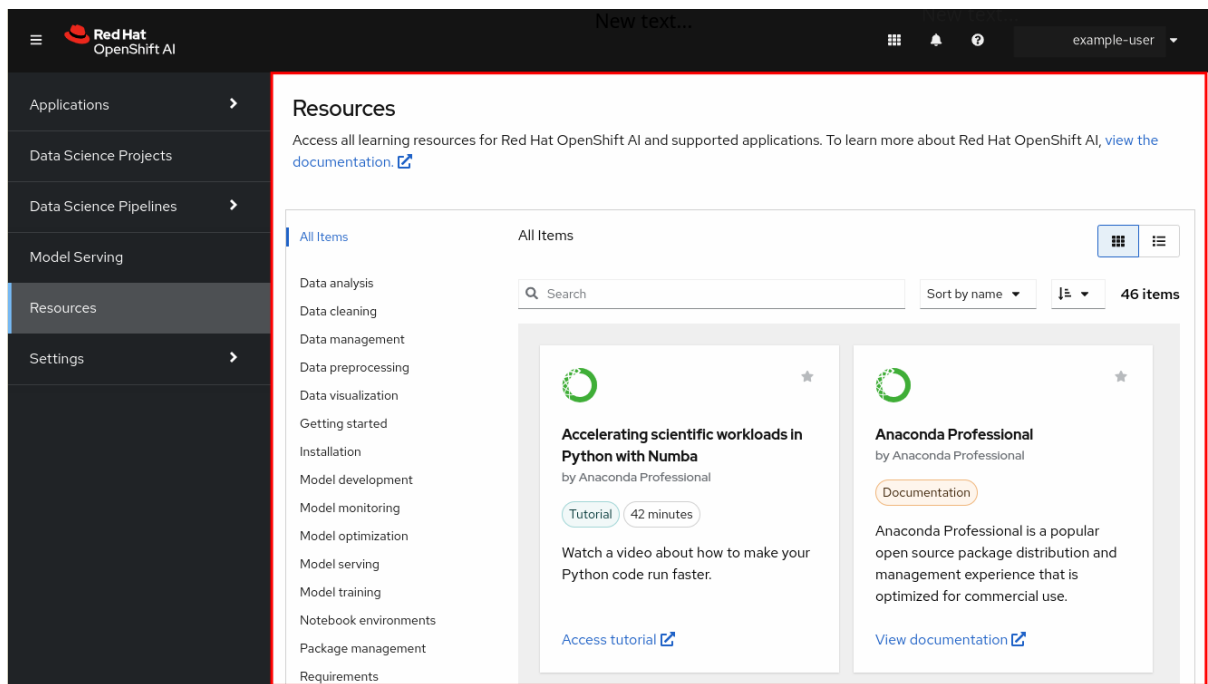 New text...
New text...
Red Hat
OpenShift AI
example-user
Applications
Data Science Projects
Data Science Pipelines
Model Serving
Resources
Settings
Resources
Access all learning resources for Red Hat OpenShift AI and supported applications. To learn more about Red Hat OpenShift AI, view the
documentation.
All Items
Data analysis
Data cleaning
Data management
Data preprocessing
Data visualization
Getting started
Installation
Model development
Model monitoring
Model optimization
Model serving
Model training
Notebook environments
Package management
Requirements
All Items
Search
Sort by name
46 items
Accelerating scientific workloads in
Python with Numba
by Anaconda Professional
Tutorial
42 minutes
Watch a video about how to make your
Python code run faster.
Access tutorial
Anaconda Professional
by Anaconda Professional
Documentation
Anaconda Professional is a popular
open source package distribution and
management experience that is
optimized for commercial use.
View documentation